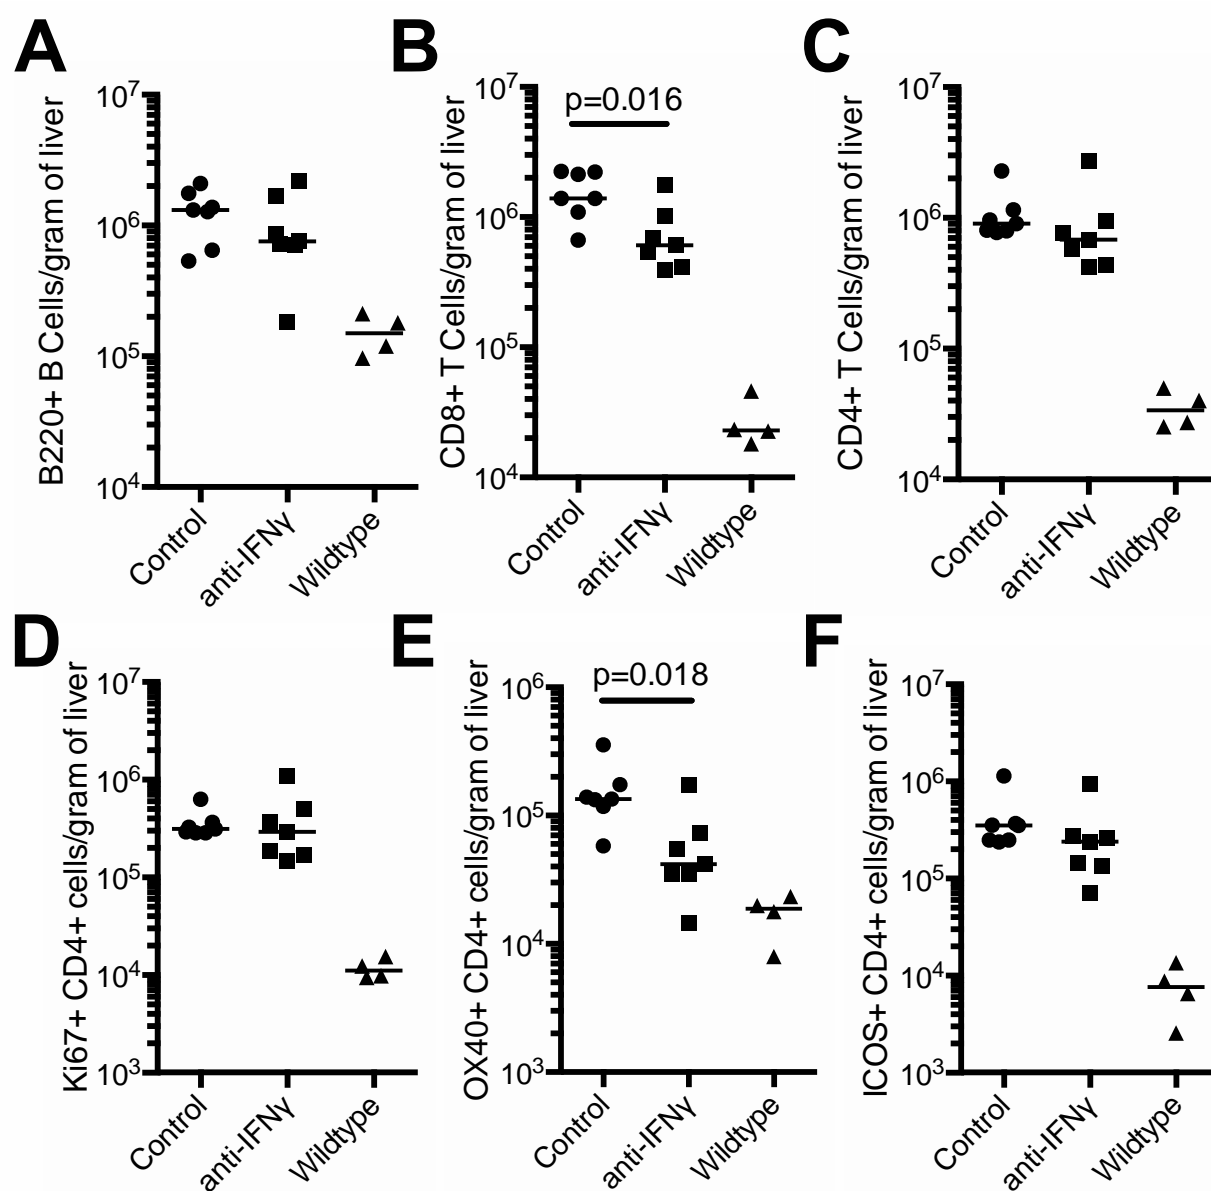 A
B220+ B Cells/gram of liver
10⁷
10⁶
10⁵
10⁴
Control
anti-IFNγ
Wildtype
B
CD8+ T Cells/gram of liver
10⁷
10⁶
10⁵
10⁴
p=0.016
Control
anti-IFNγ
Wildtype
C
CD4+ T Cells/gram of liver
10⁷
10⁶
10⁵
10⁴
Control
anti-IFNγ
Wildtype
D
Ki67+ CD4+ cells/gram of liver
10⁷
10⁶
10⁵
10⁴
10³
Control
anti-IFNγ
Wildtype
E
OX40+ CD4+ cells/gram of liver
10⁶
10⁵
10⁴
10³
p=0.018
Control
anti-IFNγ
Wildtype
F
ICOS+ CD4+ cells/gram of liver
10⁷
10⁶
10⁵
10⁴
10³
Control
anti-IFNγ
Wildtype